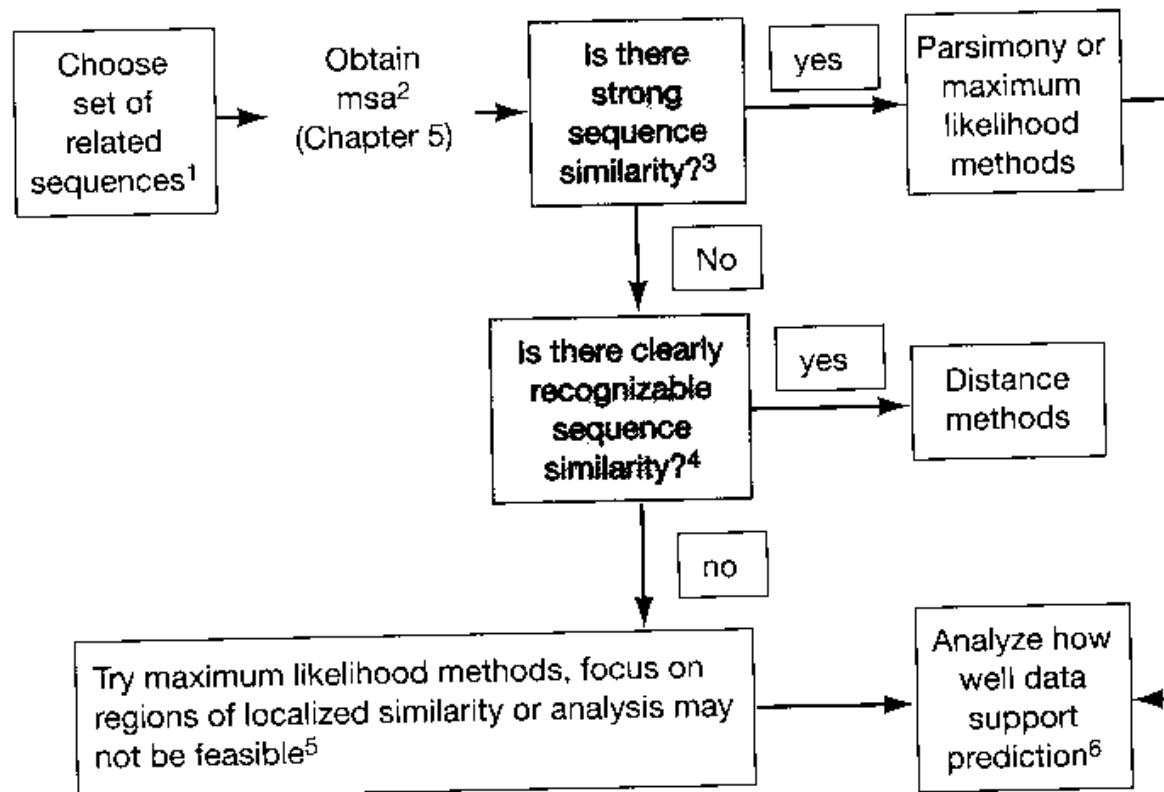 Choose
set of
related
sequences¹
Obtain
msa²
(Chapter 5)
Is there
strong
sequence
similarity?³
yes
Parsimony or
maximum
likelihood
methods
No
Is there clearly
recognizable
sequence
similarity?⁴
yes
Distance
methods
no
Try maximum likelihood methods, focus on
regions of localized similarity or analysis may
not be feasible⁵
Analyze how
well data
support
prediction⁶